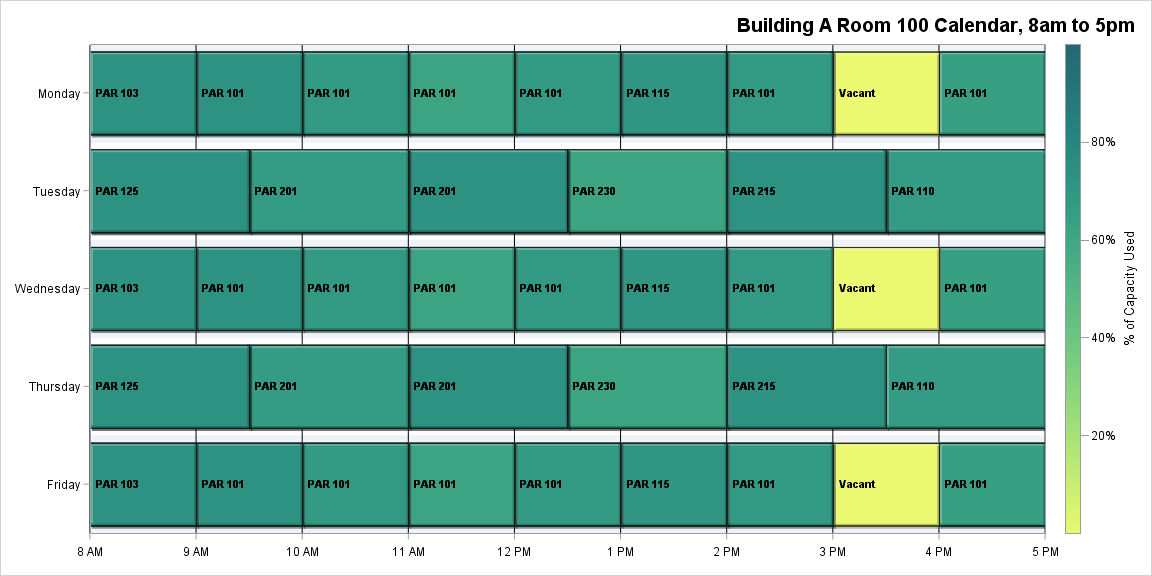 Building A Room 100 Calendar, 8am to 5pm
Monday PAR 103 PAR 101 PAR 101 PAR 101 PAR 101 PAR 115 PAR 101 Vacant PAR 101
80%
Tuesday PAR 125 PAR 201 PAR 201 PAR 230 PAR 215 PAR 110
60%
% of Capacity Used
Wednesday PAR 103 PAR 101 PAR 101 PAR 101 PAR 101 PAR 115 PAR 101 Vacant PAR 101
40%
Thursday PAR 125 PAR 201 PAR 201 PAR 230 PAR 215 PAR 110
20%
Friday PAR 103 PAR 101 PAR 101 PAR 101 PAR 101 PAR 115 PAR 101 Vacant PAR 101
8 AM 9 AM 10 AM 11 AM 12 PM 1 PM 2 PM 3 PM 4 PM 5 PM